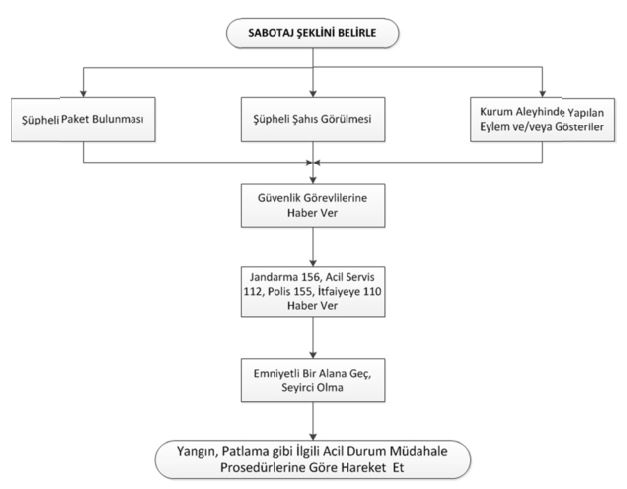 SABOTAJ ŞEKLİNİ BELİRLE
Şüpheli Paket Bulunması
Şüpheli Şahıs Görülmesi
Kurum Aleyhinde Yapılan
Eylem ve/veya Gösteriler
Güvenlik Görevlilerine
Haber Ver
Jandarma 156, Acil Servis
112, Polis 155, İtfaiyeye 110
Haber Ver
Emniyetli Bir Alana Geç,
Seyirci Olma
Yangın, Patlama gibi İlgili Acil Durum Müdahale
Prosedürlerine Göre Hareket Et